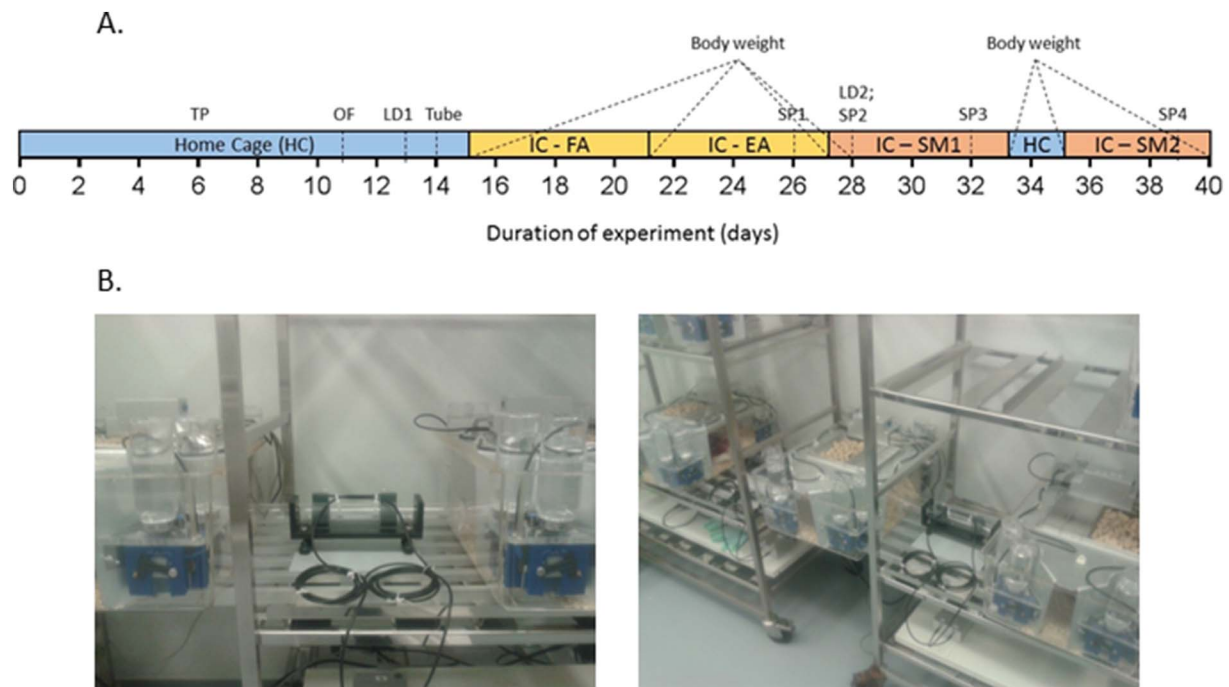 A.
Body weight Body weight
LD2;
TP OF LD1 Tube SP1 SP2 SP3 SP4
Home Cage (HC) IC - FA IC - EA IC – SM1 HC IC – SM2
0 2 4 6 8 10 12 14 16 18 20 22 24 26 28 30 32 34 36 38 40
Duration of experiment (days)
B.